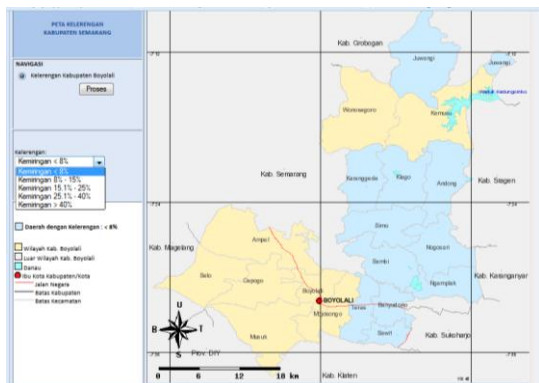 PETA KELERENGAN
KABUPATEN SEMARANG
NAVIGASI
Kelerengan Kabupaten Boyolali
Proses
Kelerengan:
Kemiringan < 8%
Kemiringan < 8%
Kemiringan 8% - 15%
Kemiringan 15.1% - 25%
Kemiringan 25.1% - 40%
Kemiringan > 40%
Daerah dengan Kelerengan : < 8%
Wilayah Kab. Boyolali
Luar Wilayah Kab. Boyolali
Danau
Ibu Kota Kabupaten/Kota
Jalan Negara
Batas Kabupaten
Batas Kecamatan
Kab. Grobogan
Juwangi
Juwangi
Wonosegoro
Kemusu
Kab. Semarang
Karanggede
Klego
Andong
Kab. Sragen
Simo
Nogosari
Kab. Magelang
Ampel
Sambi
Kab. Karanganyar
Selo
Cepogo
Ngemplak
Boyolali
BOYOLALI
Teras
Banyudono
Mojosongo
Musuk
Sawit
Kab. Sukoharjo
Prov. DIY
Kab. Klaten
U
B
T
S
0 6 12 18 km